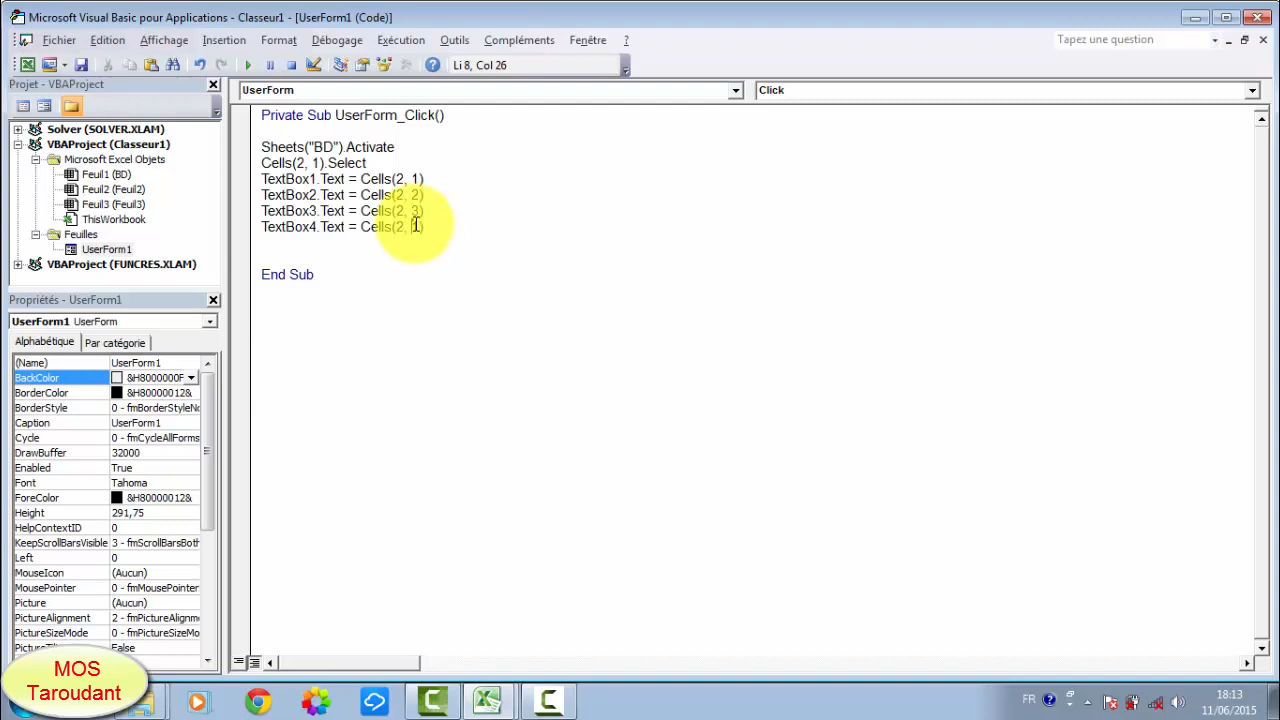 Microsoft Visual Basic pour Applications - Classeur1 - [UserForm1 (Code)]
Fichier Edition Affichage Insertion Format Débogage Exécution Outils Compléments Fenêtre ?
Tapez une question
Li 8, Col 26
Projet - VBAProject
Solver (SOLVER.XLAM)
VBAProject (Classeur1)
Microsoft Excel Objets
Feuil1 (BD)
Feuil2 (Feuil2)
Feuil3 (Feuil3)
ThisWorkbook
Feuilles
UserForm1
VBAProject (FUNCRES.XLAM)
Propriétés - UserForm1
UserForm1 UserForm
Alphabétique Par catégorie
(Name) UserForm1
BackColor &H8000000F
BorderColor &H80000012&
BorderStyle 0 - fmBorderStyleNo
Caption UserForm1
Cycle 0 - fmCycleAllForms
DrawBuffer 32000
Enabled True
Font Tahoma
ForeColor &H80000012&
Height 291,75
HelpContextID 0
KeepScrollBarsVisible 3 - fmScrollBarsBoth
Left 0
MouseIcon (Aucun)
MousePointer 0 - fmMousePointer
Picture (Aucun)
PictureAlignment 2 - fmPictureAlignm
PictureSizeMode 0 - fmPictureSizeMo
False
UserForm Click
Private Sub UserForm_Click()
Sheets("BD").Activate
Cells(2, 1).Select
TextBox1.Text = Cells(2, 1)
TextBox2.Text = Cells(2, 2)
TextBox3.Text = Cells(2, 3)
TextBox4.Text = Cells(2, 1)
End Sub
MOS
Taroudant
FR
18:13
11/06/2015